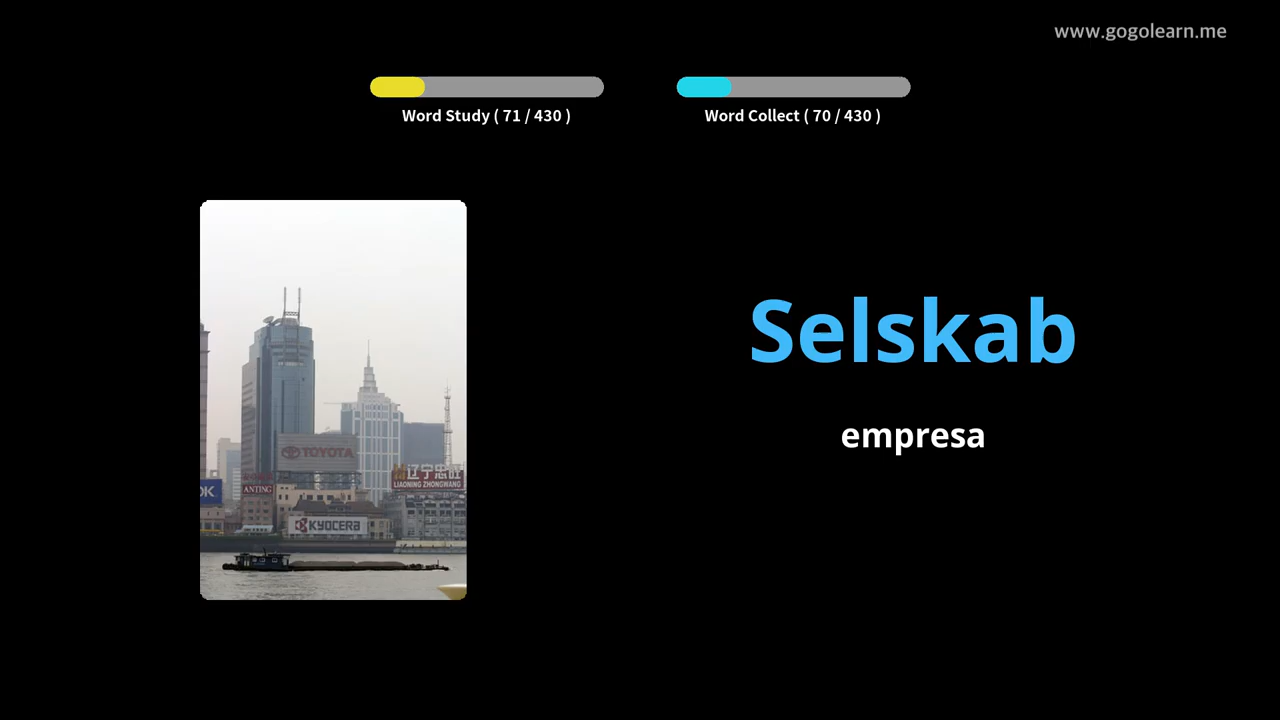 www.gogolearn.me
Word Study ( 71 / 430 )
Word Collect ( 70 / 430 )
Selskab
empresa
TOYOTA
辽宁忠旺
LIAONING ZHONGWANG
OK
ANTING
KYOCERA